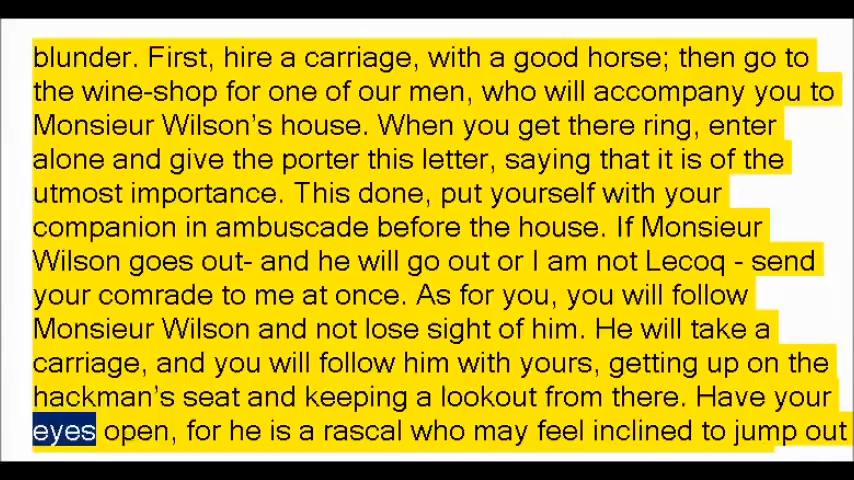 blunder. First, hire a carriage, with a good horse; then go to
the wine-shop for one of our men, who will accompany you to
Monsieur Wilson's house. When you get there ring, enter
alone and give the porter this letter, saying that it is of the
utmost importance. This done, put yourself with your
companion in ambuscade before the house. If Monsieur
Wilson goes out- and he will go out or I am not Lecoq - send
your comrade to me at once. As for you, you will follow
Monsieur Wilson and not lose sight of him. He will take a
carriage, and you will follow him with yours, getting up on the
hackman's seat and keeping a lookout from there. Have your
eyes open, for he is a rascal who may feel inclined to jump out